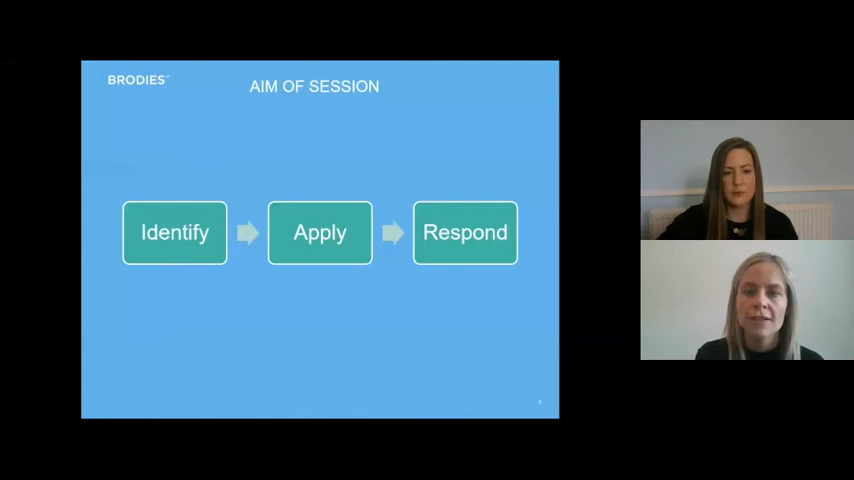 BRODIES
AIM OF SESSION
Identify
Apply
Respond